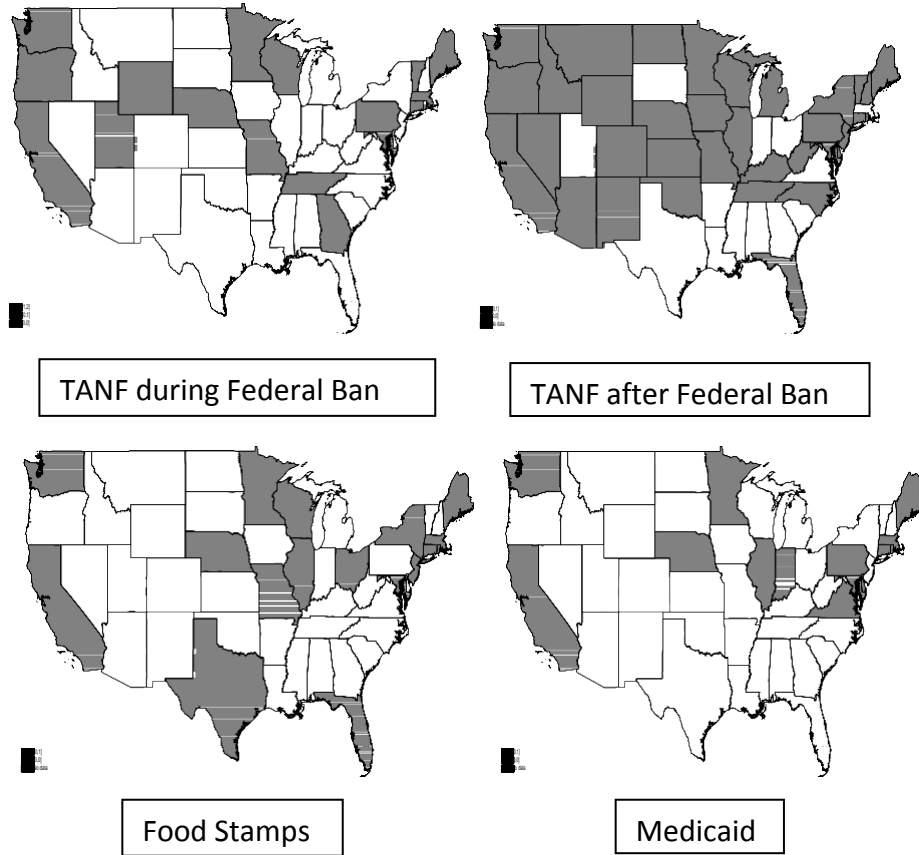 TANF during Federal Ban
TANF after Federal Ban
Food Stamps
Medicaid